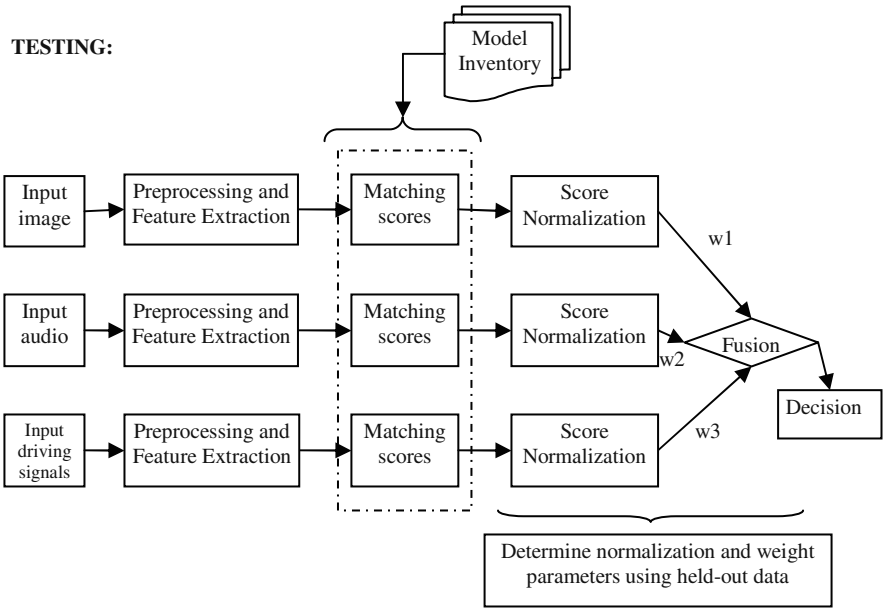 TESTING:
Model
Inventory
Input
image
Preprocessing and
Feature Extraction
Matching
scores
Score
Normalization
w1
Input
audio
Preprocessing and
Feature Extraction
Matching
scores
Score
Normalization
w2
Fusion
Decision
Input
driving
signals
Preprocessing and
Feature Extraction
Matching
scores
Score
Normalization
w3
Determine normalization and weight
parameters using held-out data